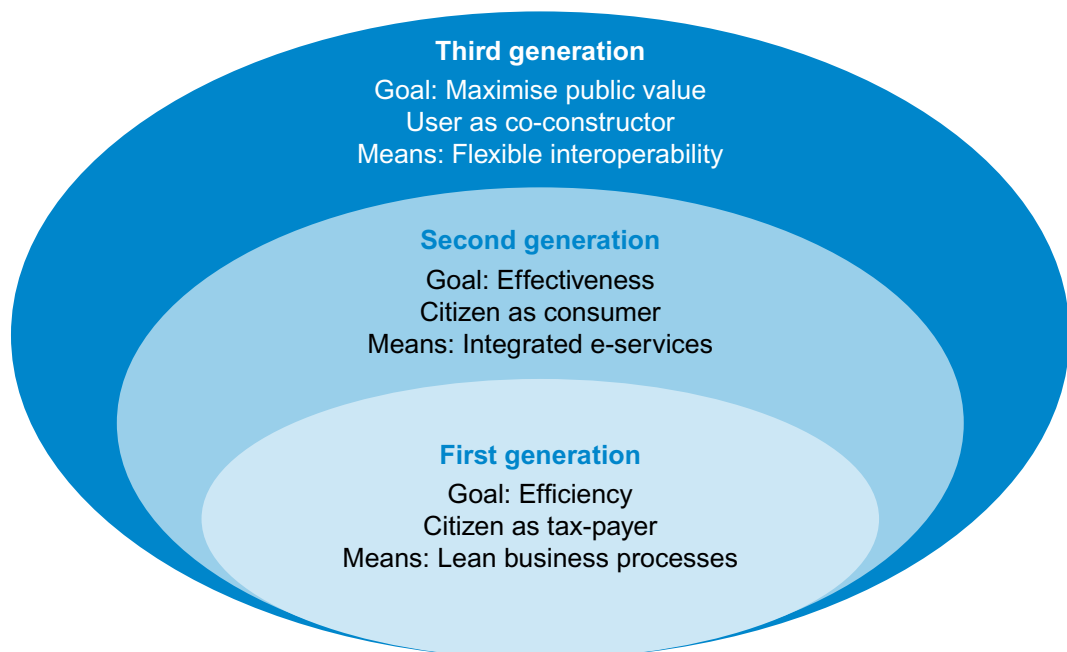 Third generation
Goal: Maximise public value
User as co-constructor
Means: Flexible interoperability
Second generation
Goal: Effectiveness
Citizen as consumer
Means: Integrated e-services
First generation
Goal: Efficiency
Citizen as tax-payer
Means: Lean business processes